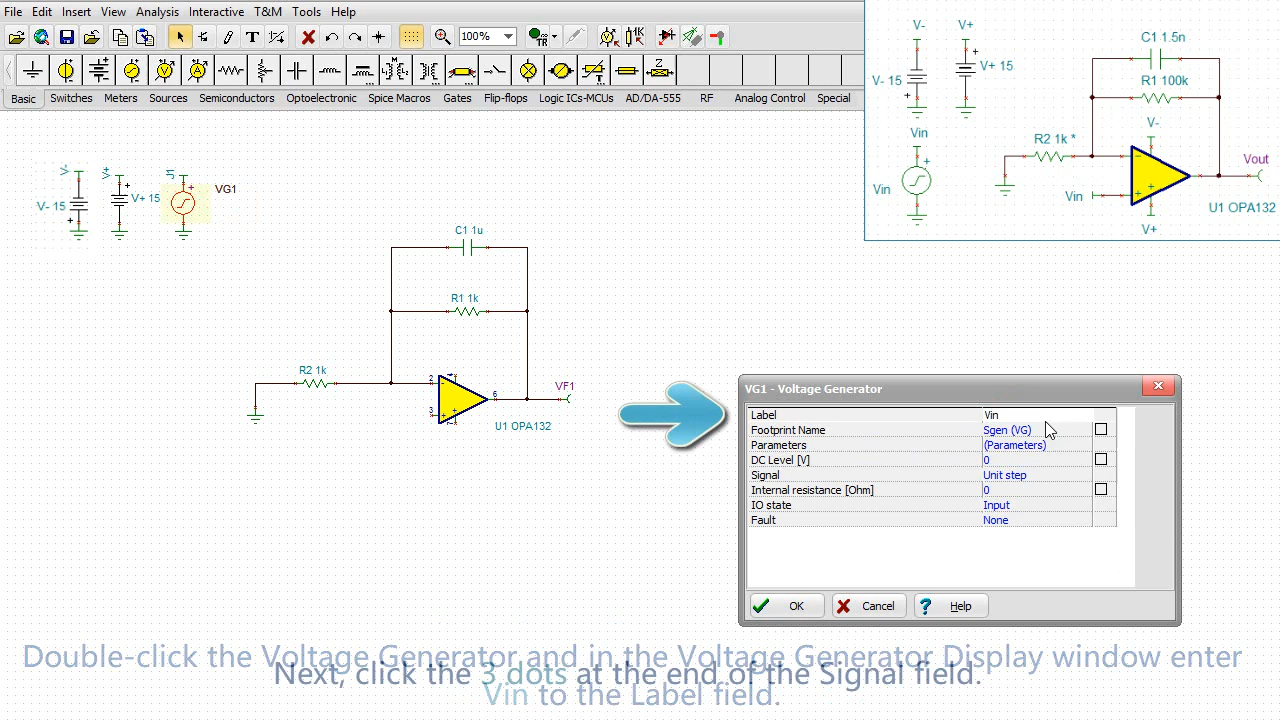 File Edit Insert View Analysis Interactive T&M Tools Help
100%
TR
1K
Basic Switches Meters Sources Semiconductors Optoelectronic Spice Macros Gates Flip-flops Logic ICs-MCUs AD/DA-555 RF Analog Control Special
V- V+
C1 1.5n
V- 15 V+ 15
R1 100k
Vin
V-
R2 1k *
Vout
Vin
Vin
U1 OPA132
V+
V- V+ J1
V- 15 V+ 15 VG1
C1 1u
R1 1k
R2 1k
2
3
6
VF1
U1 OPA132
VG1 - Voltage Generator
Label Vin
Footprint Name Sgen (VG)
Parameters (Parameters)
DC Level [V] 0
Signal Unit step
Internal resistance [Ohm] 0
IO state Input
Fault None
OK Cancel Help
Double-click the Voltage Generator and in the Voltage Generator Display window enter
Vin to the Label field.
Next, click the 3 dots at the end of the Signal field.